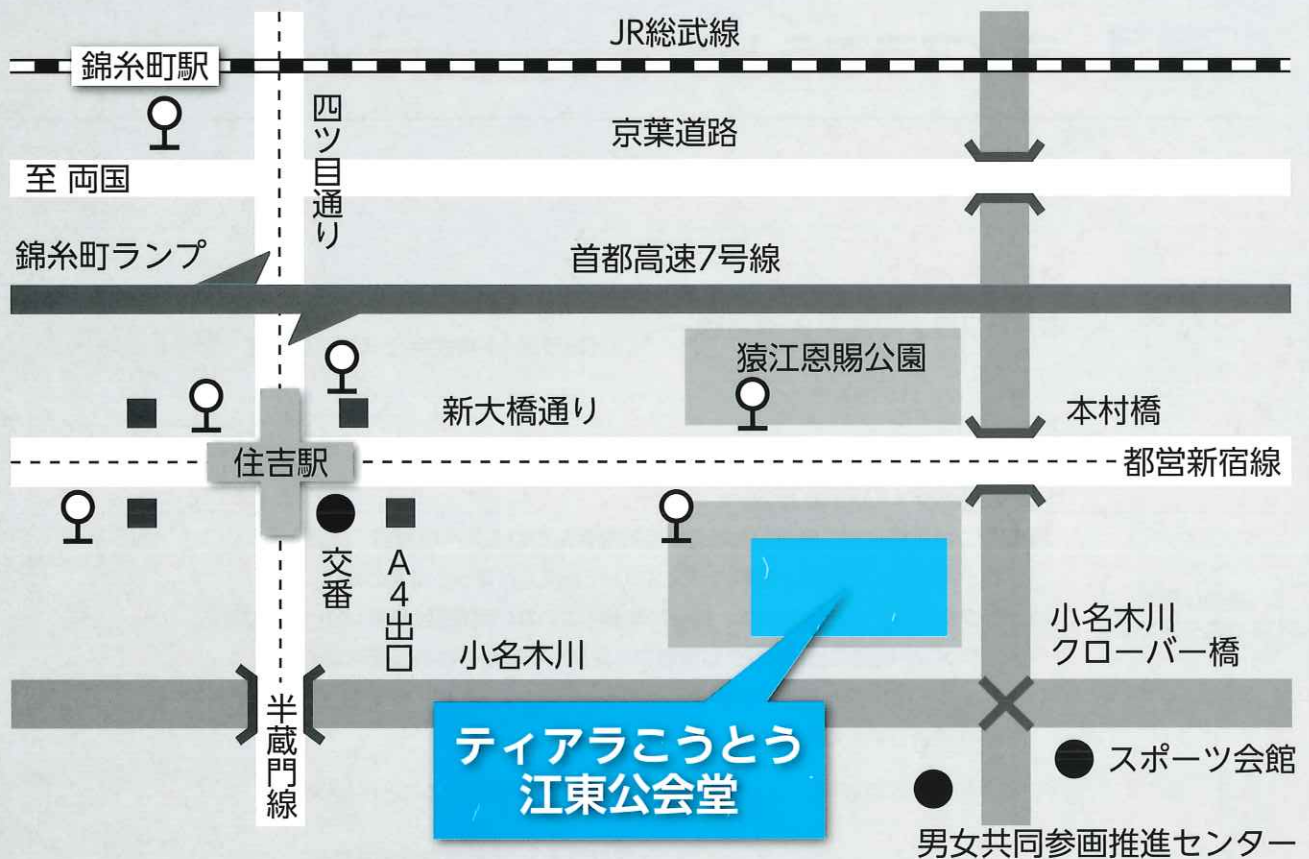 JR総武線
錦糸町駅
四ツ目通り
京葉道路
至 両国
錦糸町ランプ
首都高速7号線
猿江恩賜公園
新大橋通り
本村橋
住吉駅
都営新宿線
交番
A4出口
小名木川
小名木川
クローバー橋
半蔵門線
ティアラこうとう
江東公会堂
スポーツ会館
男女共同参画推進センター